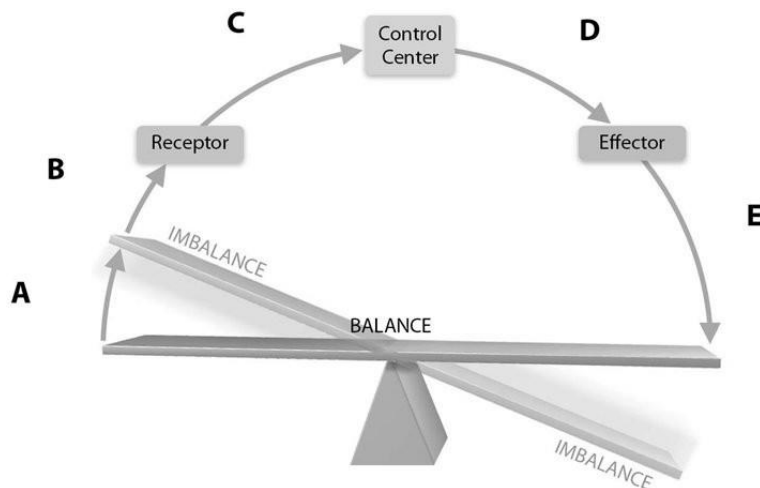 C
Control
Center
D
Receptor
Effector
B
E
IMBALANCE
A
BALANCE
IMBALANCE